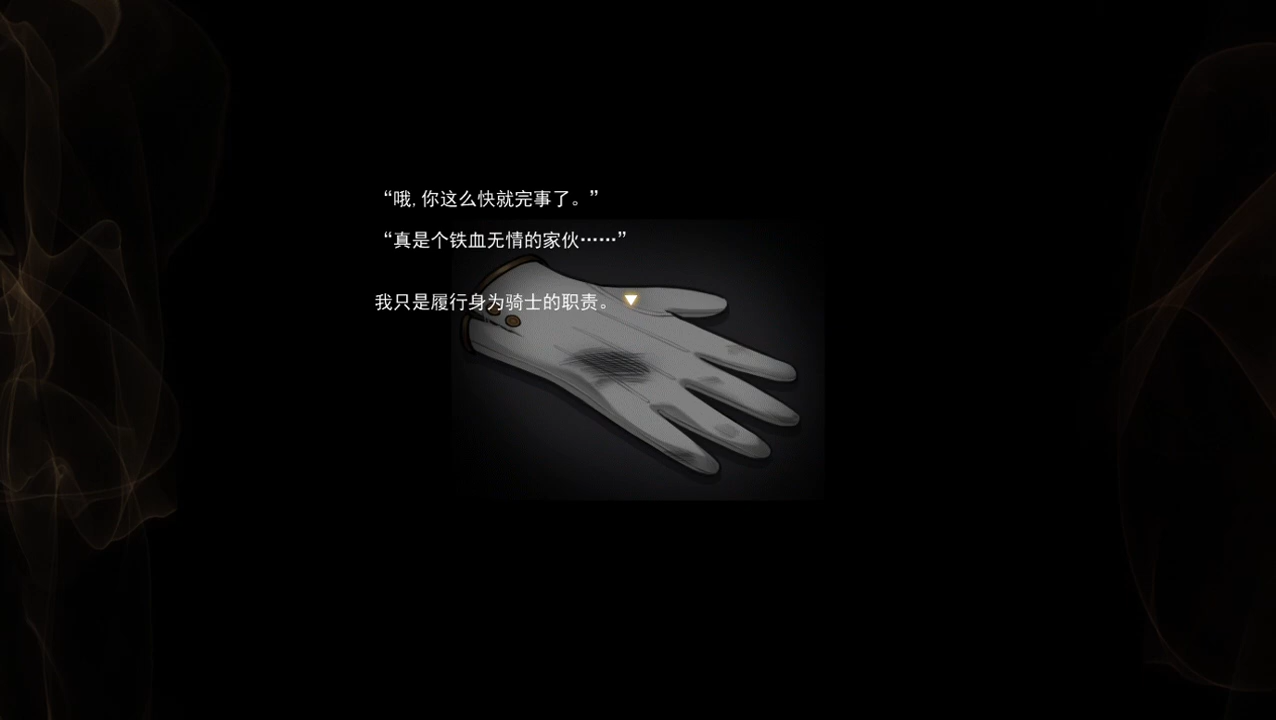 “哦,你这么快就完事了。”
“真是个铁血无情的家伙……”
我只是履行身为骑士的职责。